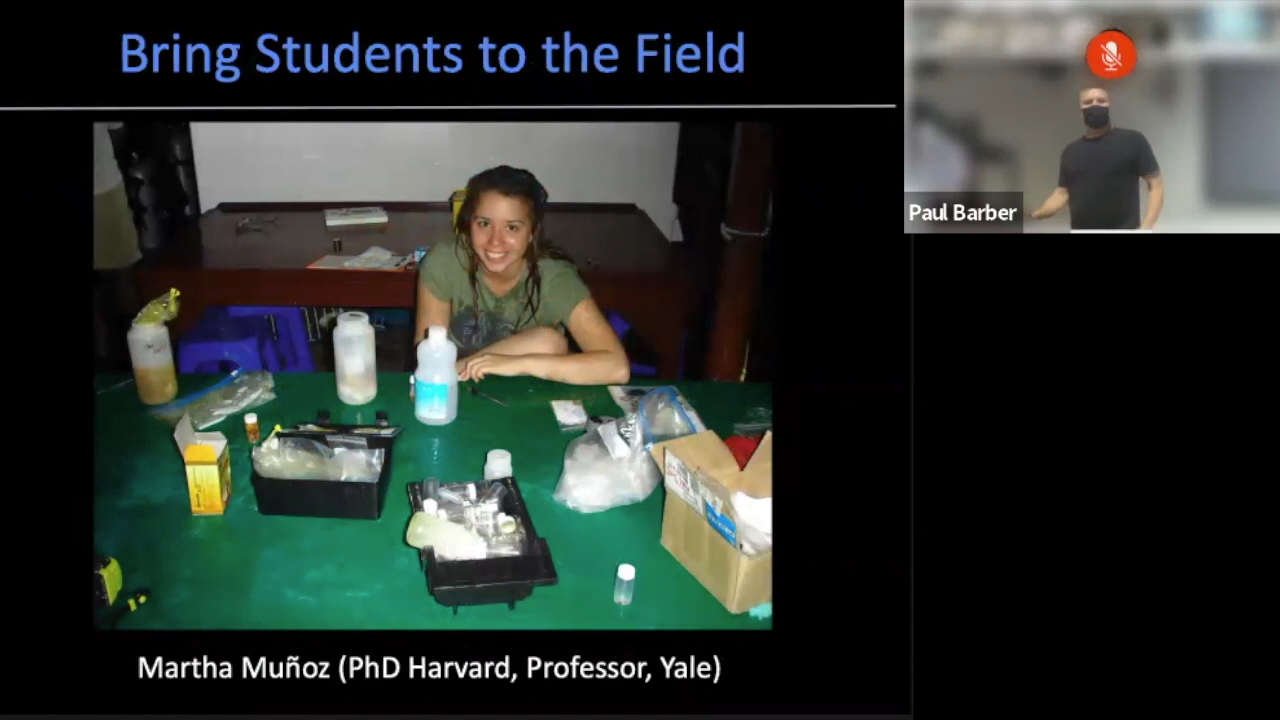 Bring Students to the Field
Paul Barber
Martha Muñoz (PhD Harvard, Professor, Yale)